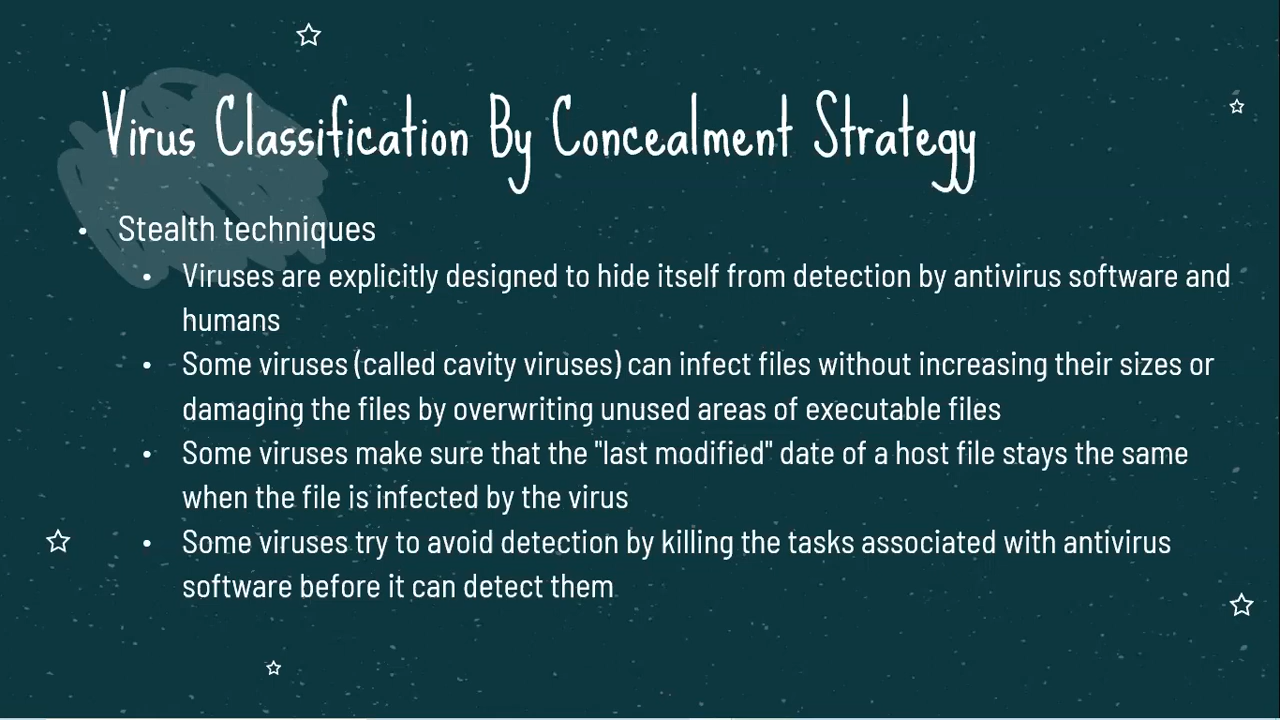 Virus Classification By Concealment Strategy
• Stealth techniques
• Viruses are explicitly designed to hide itself from detection by antivirus software and
humans
• Some viruses (called cavity viruses) can infect files without increasing their sizes or
damaging the files by overwriting unused areas of executable files
• Some viruses make sure that the "last modified" date of a host file stays the same
when the file is infected by the virus
• Some viruses try to avoid detection by killing the tasks associated with antivirus
software before it can detect them